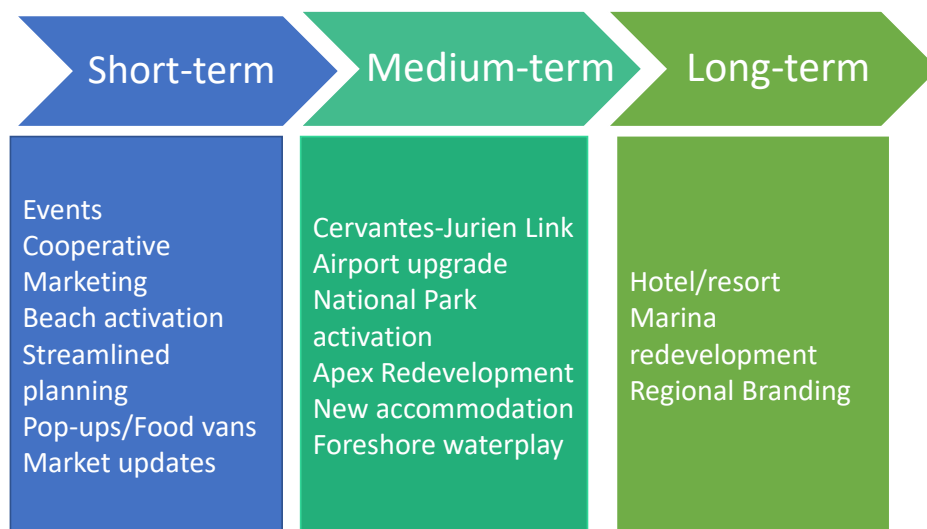 Short-term
Medium-term
Long-term
Events
Cooperative
Marketing
Beach activation
Streamlined
planning
Pop-ups/Food vans
Market updates
Cervantes-Jurien Link
Airport upgrade
National Park
activation
Apex Redevelopment
New accommodation
Foreshore waterplay
Hotel/resort
Marina
redevelopment
Regional Branding